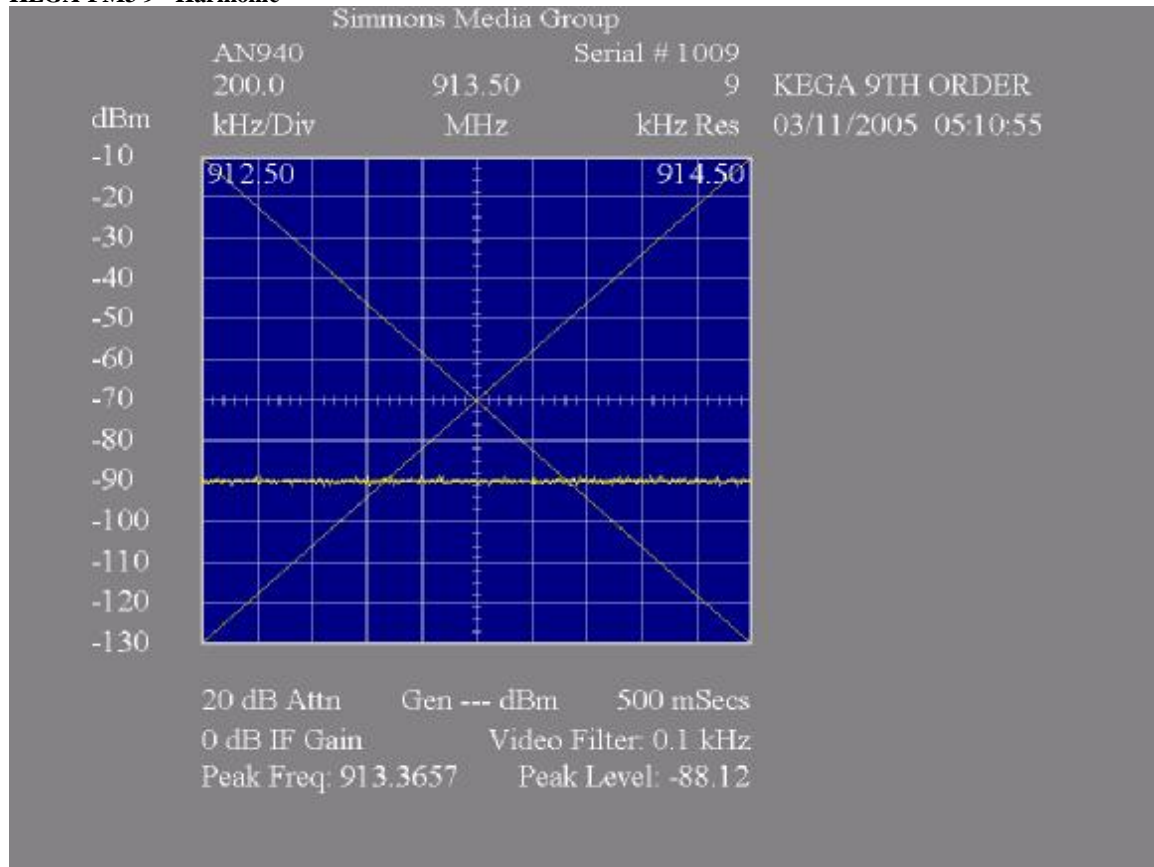 Simmons Media Group
AN940 Serial # 1009
200.0 913.50 9 KEGA 9TH ORDER
dBm kHz/Div MHz kHz Res 03/11/2005 05:10:55
-10
912.50 914.50
-20
-30
-40
-50
-60
-70
-80
-90
-100
-110
-120
-130
20 dB Attn Gen --- dBm 500 mSecs
0 dB IF Gain Video Filter: 0.1 kHz
Peak Freq: 913.3657 Peak Level: -88.12